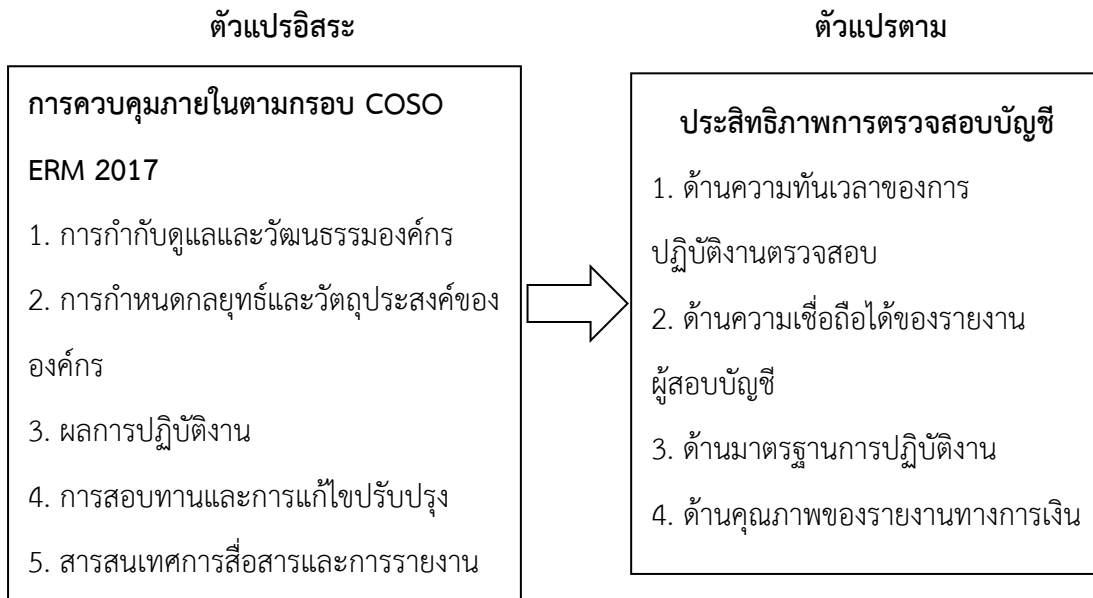 ตัวแปรอิสระ
การควบคุมภายในตามกรอบ COSO
ERM 2017
1. การกำกับดูแลและวัฒนธรรมองค์กร
2. การกำหนดกลยุทธ์และวัตถุประสงค์ของ
องค์กร
3. ผลการปฏิบัติงาน
4. การสอบทานและการแก้ไขปรับปรุง
5. สารสนเทศการสื่อสารและการรายงาน
ตัวแปรตาม
ประสิทธิภาพการตรวจสอบบัญชี
1. ด้านความทันเวลาของการ
ปฏิบัติงานตรวจสอบ
2. ด้านความเชื่อถือได้ของรายงาน
ผู้สอบบัญชี
3. ด้านมาตรฐานการปฏิบัติงาน
4. ด้านคุณภาพของรายงานทางการเงิน